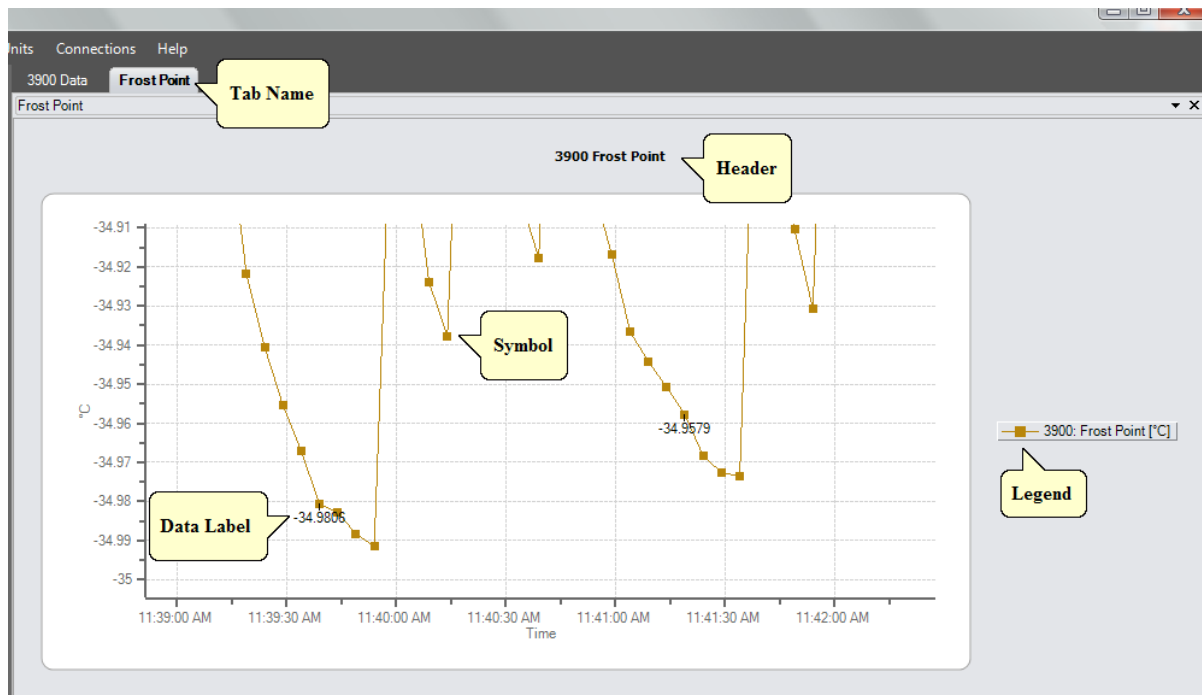 Connections Help
3900 Data Frost Point
Tab Name
Frost Point
3900 Frost Point
Header
-34.91
-34.92
-34.93
-34.94
-34.95
-34.96
-34.97
-34.98
-34.99
-35
°C
Symbol
-34.9579
3900: Frost Point [°C]
Legend
Data Label
-34.9806
11:39:00 AM 11:39:30 AM 11:40:00 AM 11:40:30 AM 11:41:00 AM 11:41:30 AM 11:42:00 AM
Time